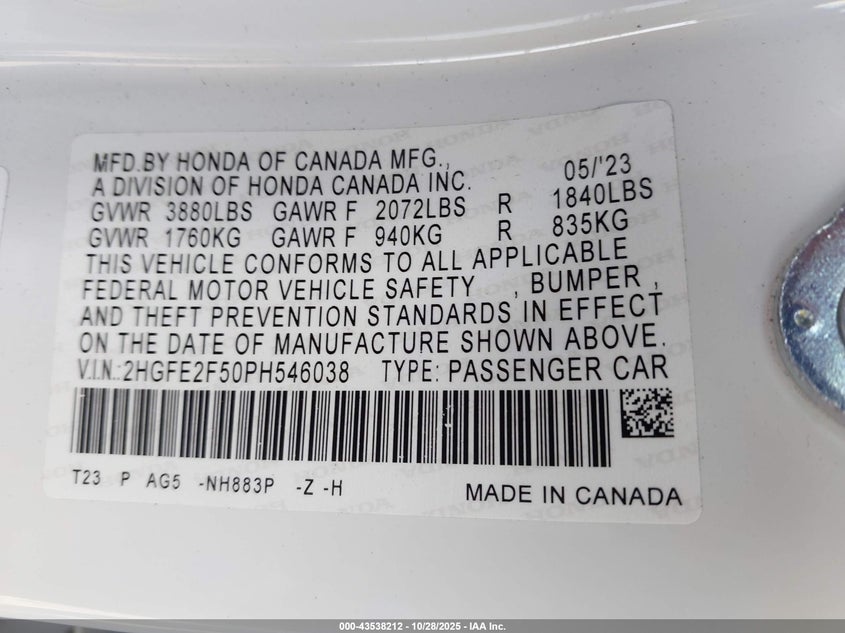 MFD.BY HONDA OF CANADA MFG., 05/'23
A DIVISION OF HONDA CANADA INC.
GVWR 3880LBS GAWR F 2072LBS R 1840LBS
GVWR 1760KG GAWR F 940KG R 835KG
THIS VEHICLE CONFORMS TO ALL APPLICABLE
FEDERAL MOTOR VEHICLE SAFETY , BUMPER ,
AND THEFT PREVENTION STANDARDS IN EFFECT
ON THE DATE OF MANUFACTURE SHOWN ABOVE.
V.I.N.:2HGFE2F50PH546038 TYPE: PASSENGER CAR
T23 P AG5 -NH883P -Z -H MADE IN CANADA
000-43538212 | 10/28/2025 - IAA Inc.